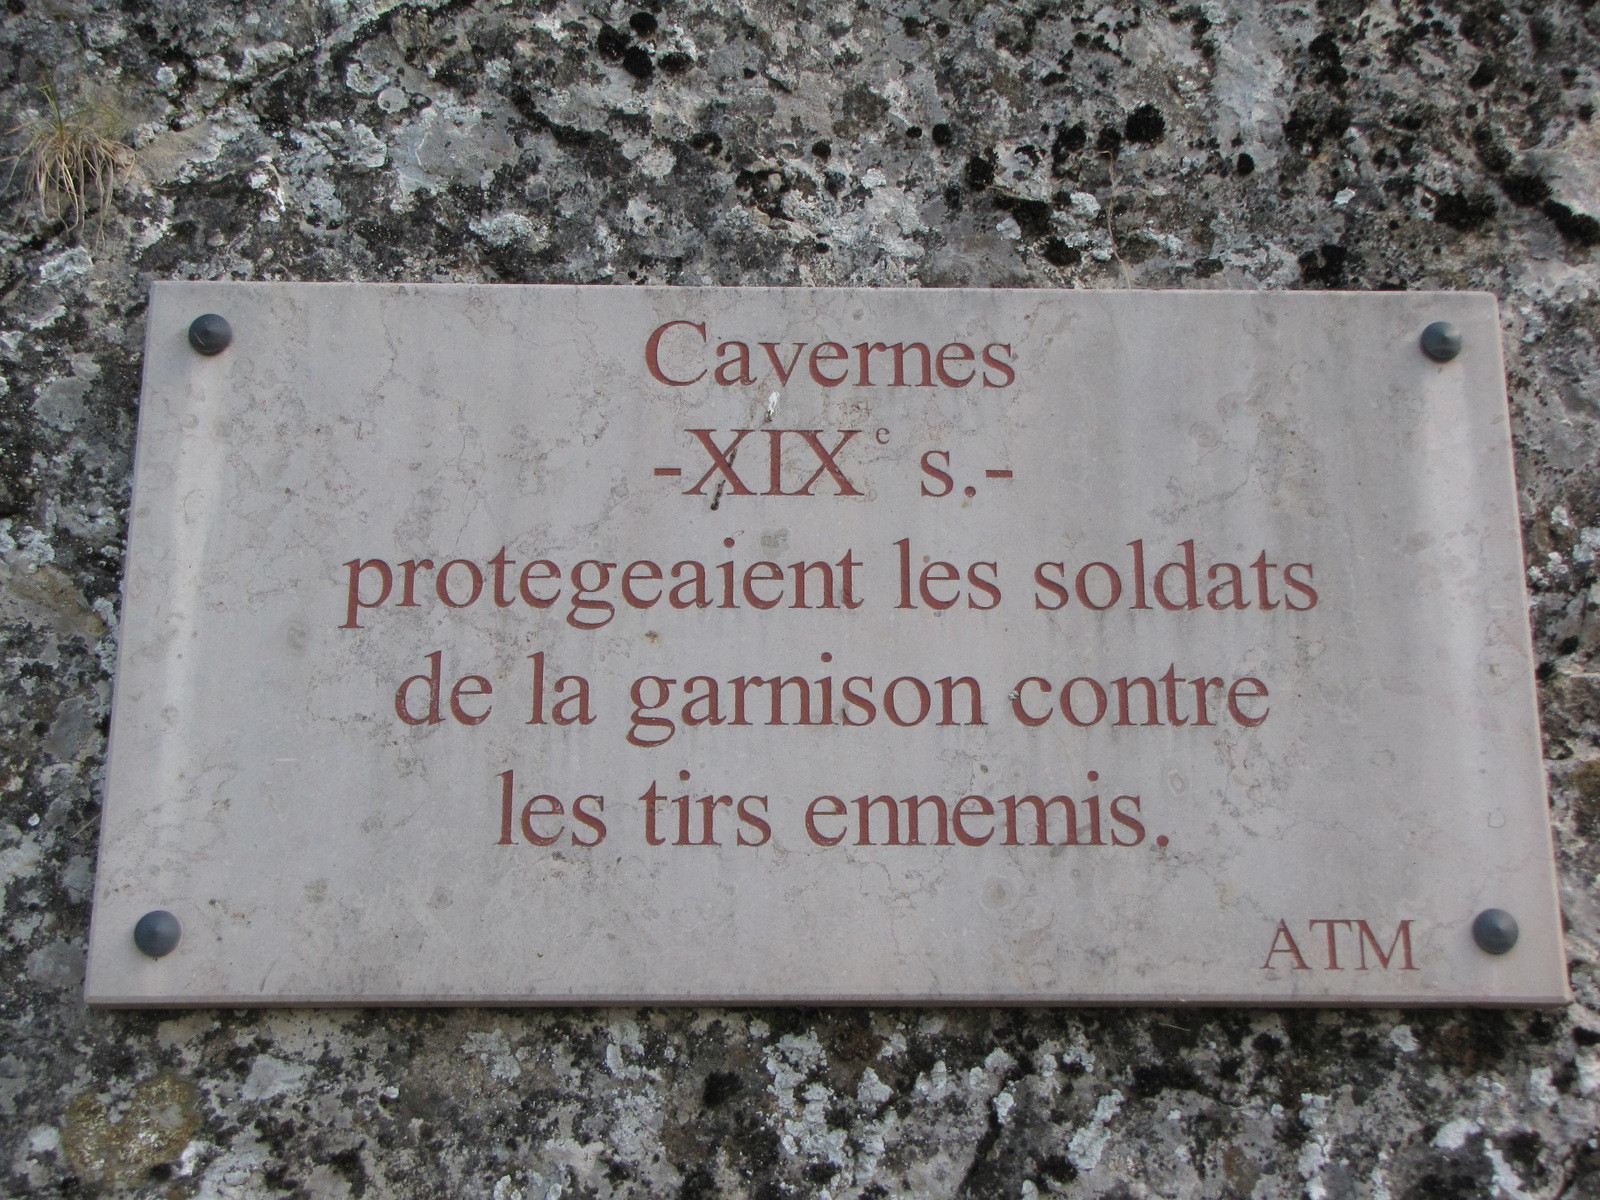 Cavernes
-XIXe s.-
protegeaient les soldats
de la garnison contre
les tirs ennemis.
ATM